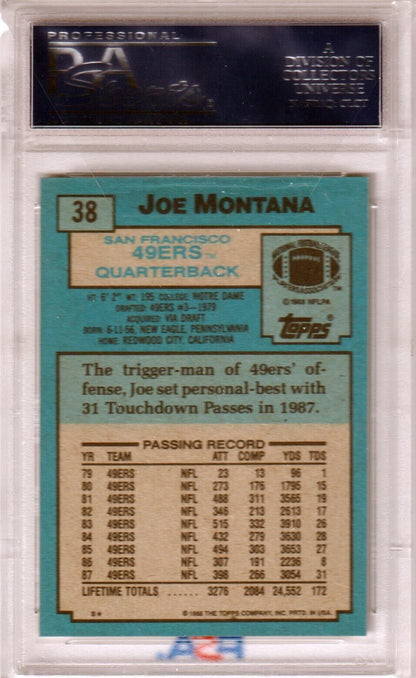 PROFESSIONAL
PSA
A
DIVISION OF
COLLECTORS
UNIVERSE
38
JOE MONTANA
SAN FRANCISCO
49ERS TM
QUARTERBACK
©1988 NFLPA
TM
topps
HT: 6' 2" WT: 195 COLLEGE: NOTRE DAME
DRAFTED: 49ERS #3-1979
ACQUIRED: VIA DRAFT
BORN: 6-11-56, NEW EAGLE, PENNSYLVANIA
HOME: REDWOOD CITY, CALIFORNIA
The trigger-man of 49ers' of-
fense, Joe set personal-best with
31 Touchdown Passes in 1987.
PASSING RECORD
YR TEAM ATT COMP YDS TDS
79 49ERS NFL 23 13 96 1
80 49ERS NFL 273 176 1795 15
81 49ERS NFL 488 311 3565 19
82 49ERS NFL 346 213 2613 17
83 49ERS NFL 515 332 3910 26
84 49ERS NFL 432 279 3630 28
85 49ERS NFL 494 303 3653 27
86 49ERS NFL 307 191 2236 8
87 49ERS NFL 398 266 3054 31
LIFETIME TOTALS ...... 3276 2084 24,552 172
D* ©1988 THE TOPPS COMPANY, INC. PRTD. IN U.S.A.
PSA